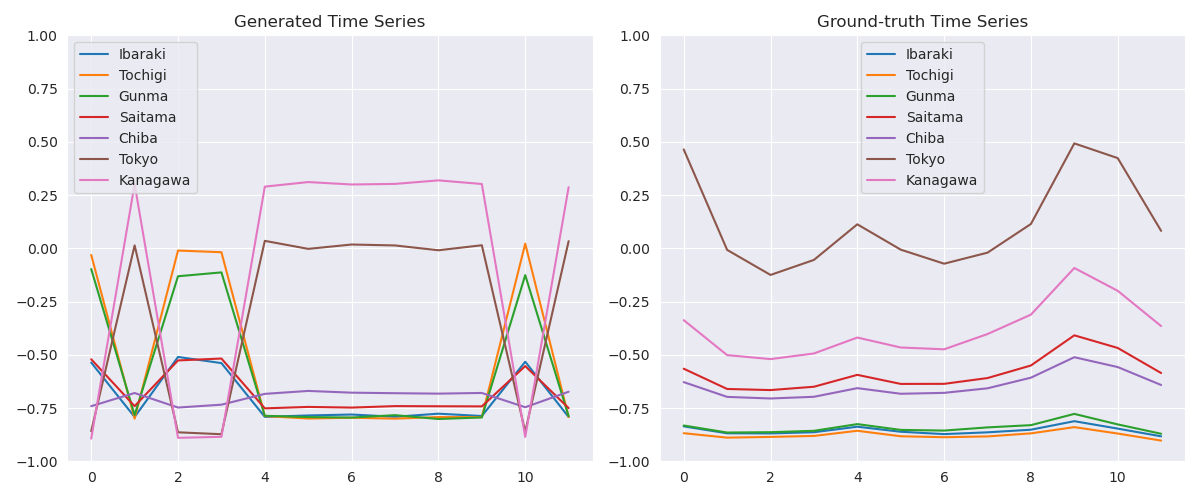 Generated Time Series
1.00
0.75
0.50
0.25
0.00
−0.25
−0.50
−0.75
−1.00
0 2 4 6 8 10
Ibaraki
Tochigi
Gunma
Saitama
Chiba
Tokyo
Kanagawa
Ground-truth Time Series
1.00
0.75
0.50
0.25
0.00
−0.25
−0.50
−0.75
−1.00
0 2 4 6 8 10
Ibaraki
Tochigi
Gunma
Saitama
Chiba
Tokyo
Kanagawa